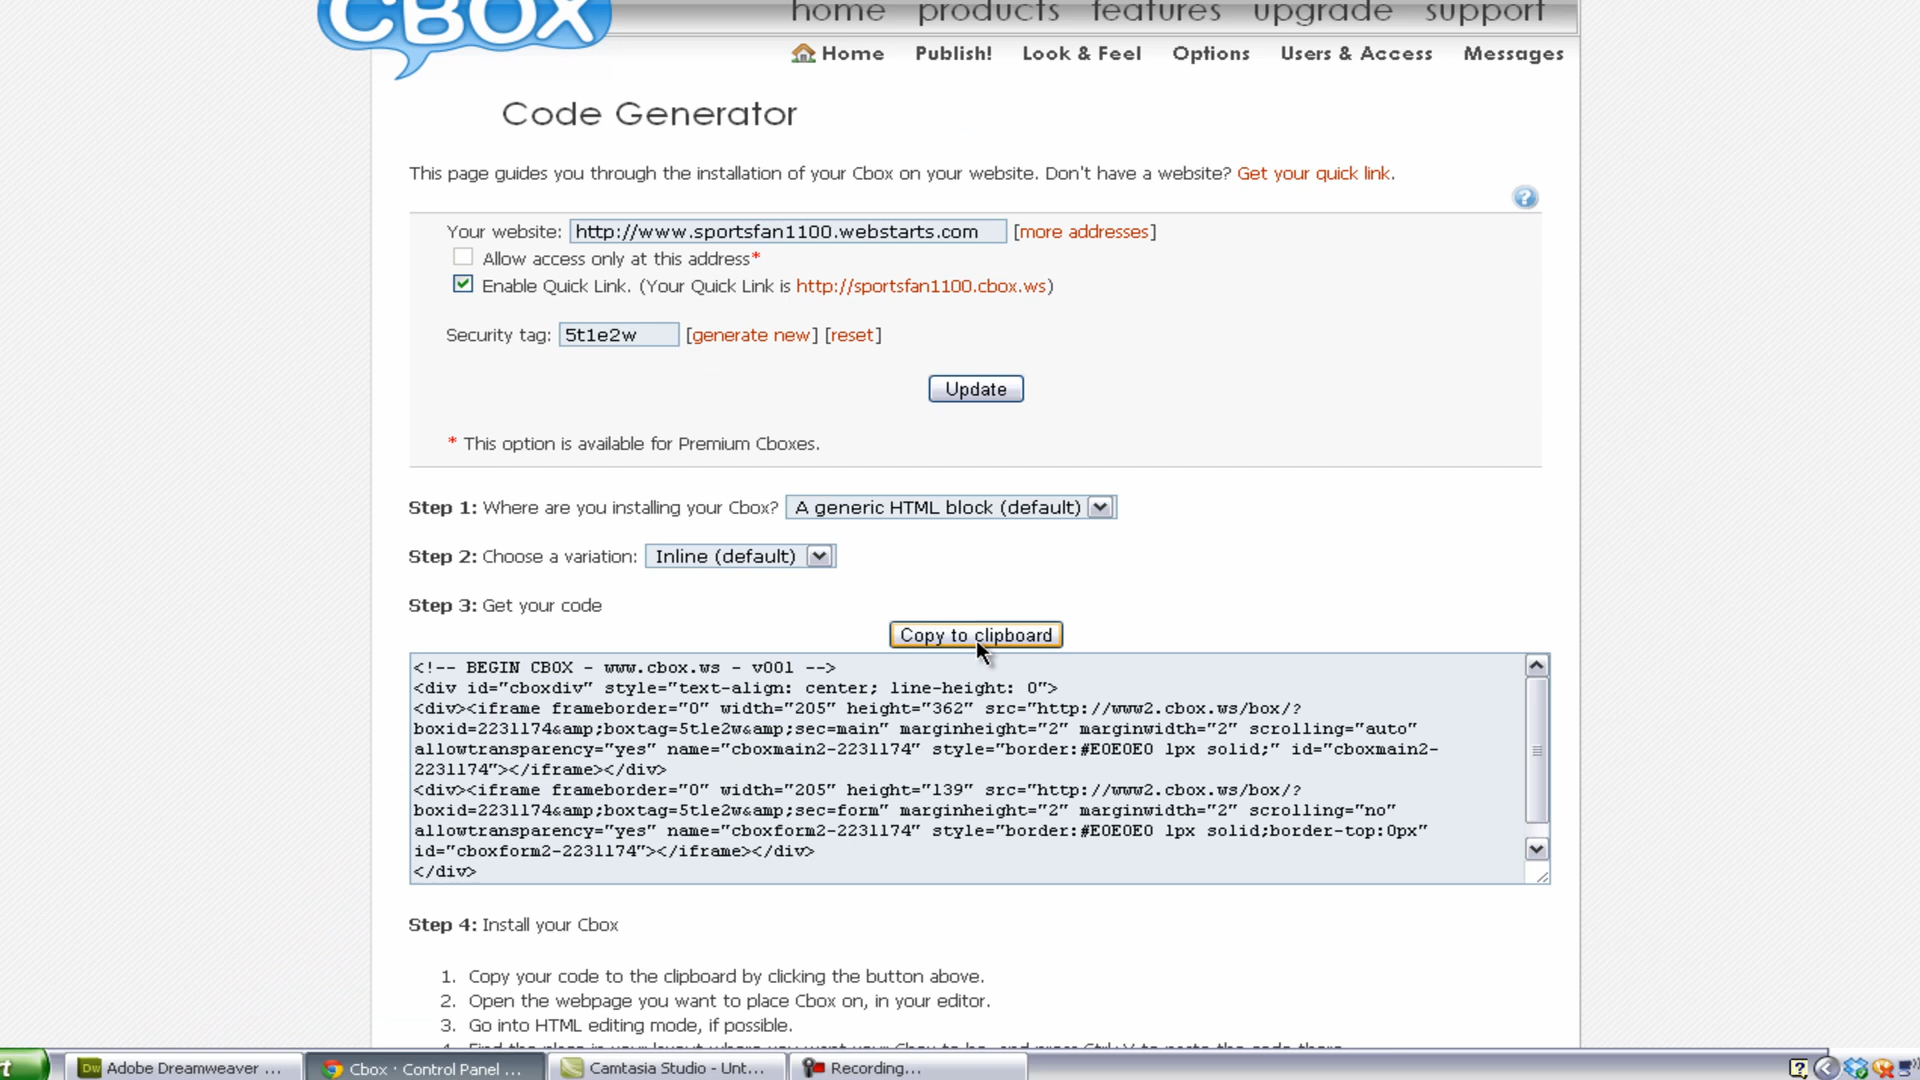 CBOX
home products features upgrade support
Home Publish! Look & Feel Options Users & Access Messages
Code Generator
This page guides you through the installation of your Cbox on your website. Don't have a website? Get your quick link.
?
Your website: http://www.sportsfan1100.webstarts.com [more addresses]
Allow access only at this address*
Enable Quick Link. (Your Quick Link is http://sportsfan1100.cbox.ws)
Security tag: 5t1e2w [generate new] [reset]
Update
* This option is available for Premium Cboxes.
Step 1: Where are you installing your Cbox? A generic HTML block (default)
Step 2: Choose a variation: Inline (default)
Step 3: Get your code
Copy to clipboard
<!-- BEGIN CBOX - www.cbox.ws - v001 -->
<div id="cboxdiv" style="text-align: center; line-height: 0">
<div><iframe frameborder="0" width="205" height="362" src="http://www2.cbox.ws/box/?
boxid=2231174&amp;boxtag=5t1e2w&amp;sec=main" marginheight="2" marginwidth="2" scrolling="auto"
allowtransparency="yes" name="cboxmain2-2231174" style="border:#E0E0E0 1px solid;" id="cboxmain2-
2231174"></iframe></div>
<div><iframe frameborder="0" width="205" height="139" src="http://www2.cbox.ws/box/?
boxid=2231174&amp;boxtag=5t1e2w&amp;sec=form" marginheight="2" marginwidth="2" scrolling="no"
allowtransparency="yes" name="cboxform2-2231174" style="border:#E0E0E0 1px solid;border-top:0px"
id="cboxform2-2231174"></iframe></div>
</div>
Step 4: Install your Cbox
1. Copy your code to the clipboard by clicking the button above.
2. Open the webpage you want to place Cbox on, in your editor.
3. Go into HTML editing mode, if possible.
Dw Adobe Dreamweaver ... Cbox · Control Panel ... Camtasia Studio - Unt... Recording...